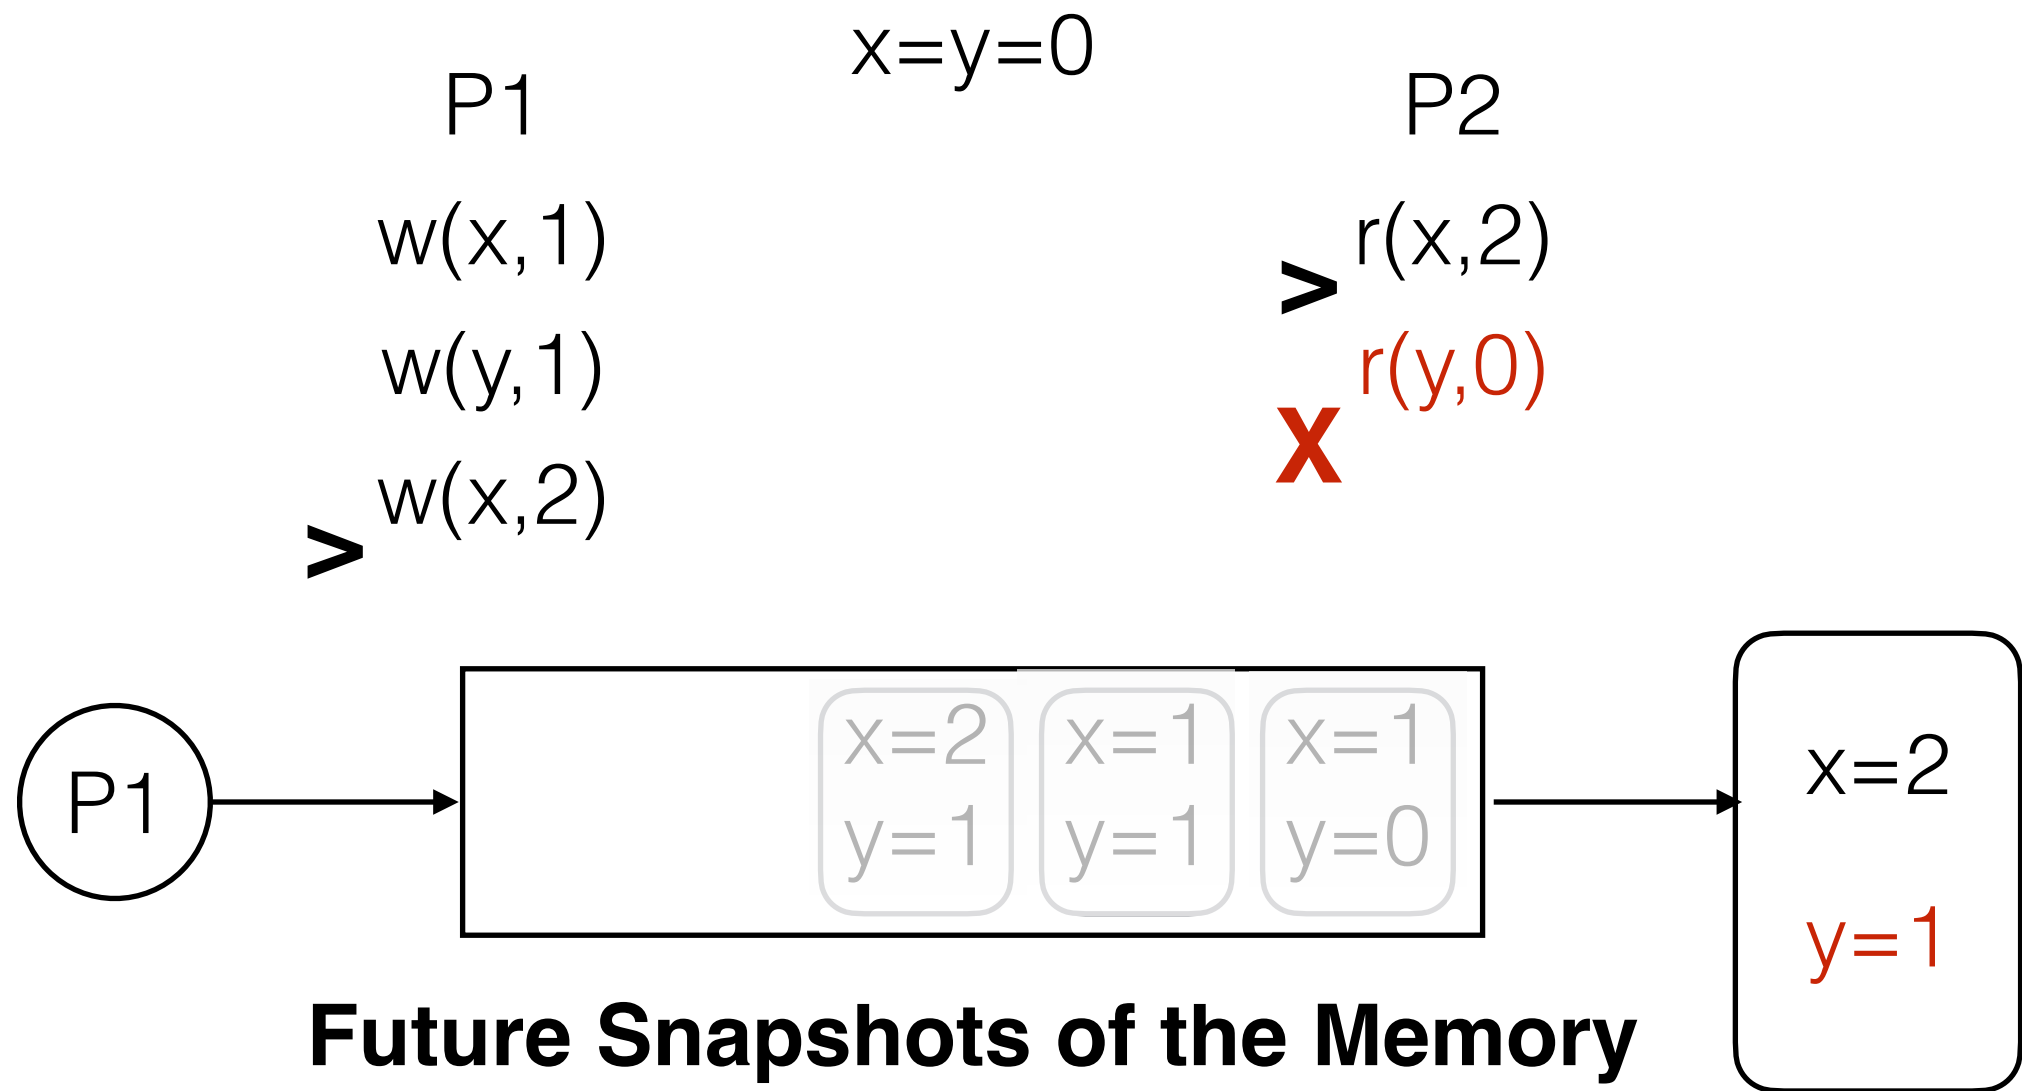 x=y=0
P1
P2
w(x,1)
r(x,2)
>
w(y,1)
r(y,0)
X
w(x,2)
>
P1
x=2
x=1
x=1
y=1
y=1
y=0
x=2
y=1
Future Snapshots of the Memory